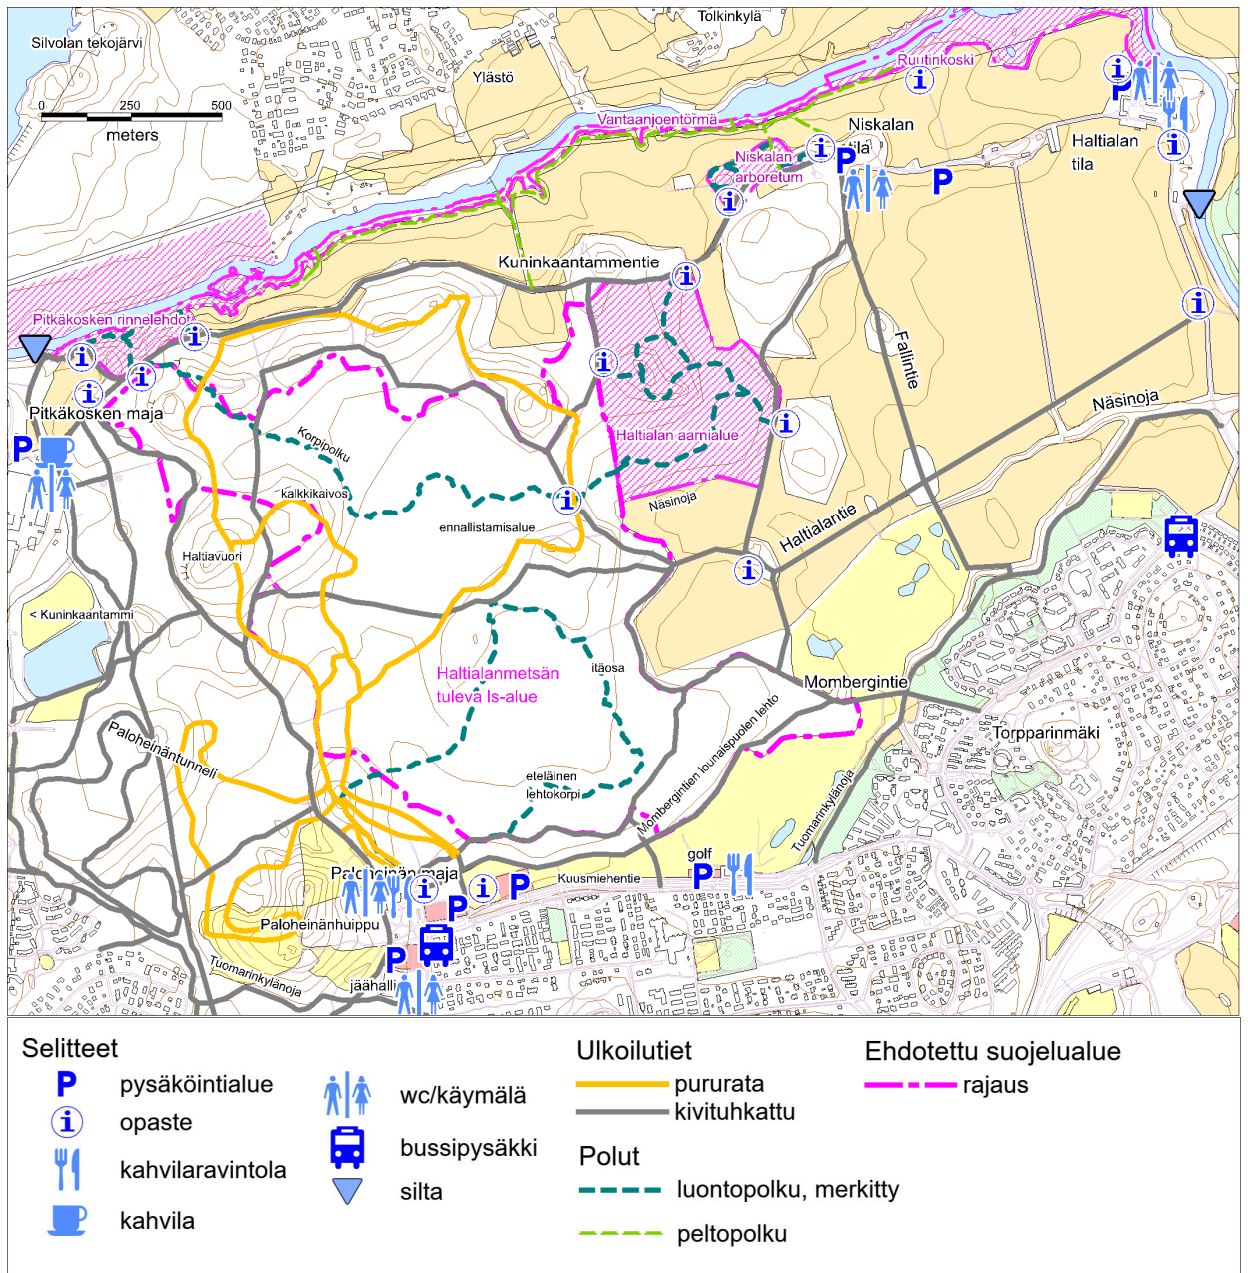 Silvolan tekojärvi
Tolkinkylä
Ylästö
0 250 500
meters
Ruutinkoski
Vantaanjoentörmä
Niskalan
tila
Niskalan
arboretum
Haltialan
tila
P
P
P
Kuninkaantammentie
Pitkäkosken rinnelehdot
Fallintie
Pitkäkosken maja
P
Korpipolku
Haltialan aarnialue
Näsinoja
kalkkikaivos
Näsinoja
ennallistamisalue
Haltialantie
Haltiavuori
< Kuninkaantammi
Haltialanmetsän
tuleva ls-alue
itäosa
Mombergintie
Torpparinmäki
Paloheinäntunneli
eteläinen
lehtokorpi
Mombergintien lounaispuolen lehto
Tuomarinkylänoja
Paloheinän maja
golf
Kuusmiehentie
P
P
P
P
Paloheinänhuippu
Tuomarinkylänoja
jäähalli
Selitteet
P pysäköintialue
i opaste
kahvilaravintola
kahvila
wc/käymälä
bussipysäkki
silta
Ulkoilutiet
pururata
kivituhkattu
Polut
luontopolku, merkitty
peltopolku
Ehdotettu suojelualue
rajaus